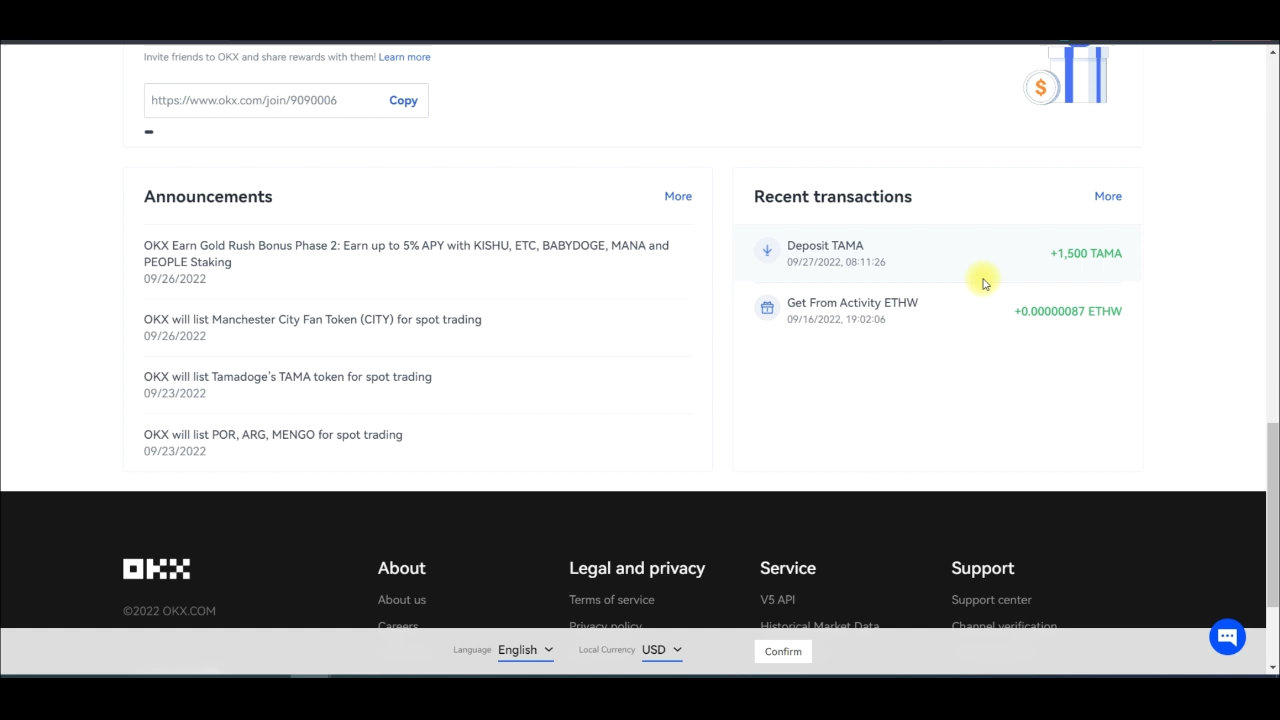 Invite friends to OKX and share rewards with them! Learn more
https://www.okx.com/join/9090006 Copy
$
Announcements More
OKX Earn Gold Rush Bonus Phase 2: Earn up to 5% APY with KISHU, ETC, BABYDOGE, MANA and
PEOPLE Staking
09/26/2022
OKX will list Manchester City Fan Token (CITY) for spot trading
09/26/2022
OKX will list Tamadoge's TAMA token for spot trading
09/23/2022
OKX will list POR, ARG, MENGO for spot trading
09/23/2022
Recent transactions More
Deposit TAMA
09/27/2022, 08:11:26
+1,500 TAMA
Get From Activity ETHW
09/16/2022, 19:02:06
+0.00000087 ETHW
OKX
©2022 OKX.COM
About
About us
Careers
Legal and privacy
Terms of service
Privacy policy
Service
V5 API
Historical Market Data
Support
Support center
Channel verification
Language English Local Currency USD Confirm